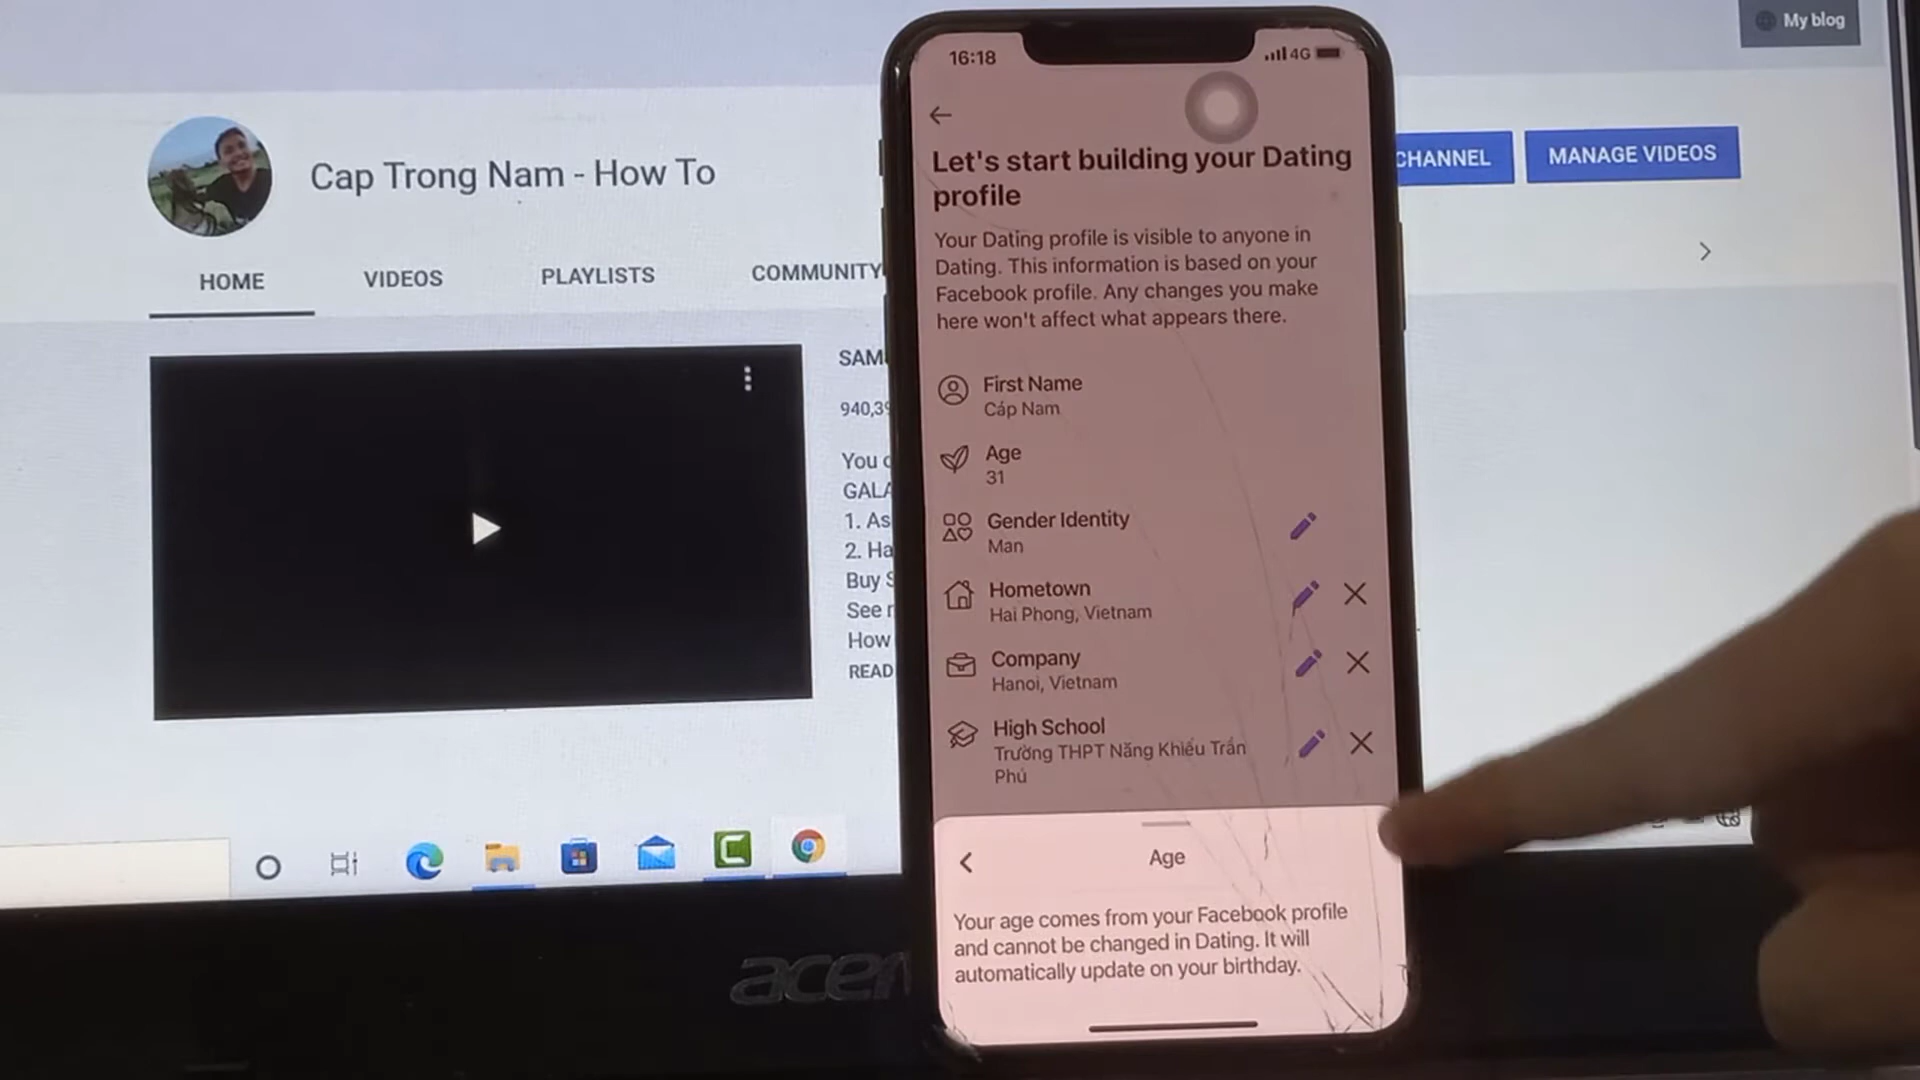 My blog
Cap Trong Nam - How To
CHANNEL
MANAGE VIDEOS
HOME
VIDEOS
PLAYLISTS
COMMUNITY
940,39
You
1. As
2. Ha
Buy S
See
How
READ
16:18
4G
Let's start building your Dating
profile
Your Dating profile is visible to anyone in
Dating. This information is based on your
Facebook profile. Any changes you make
here won't affect what appears there.
First Name
Cáp Nam
Age
31
Gender Identity
Man
Hometown
Hai Phong, Vietnam
Company
Hanoi, Vietnam
High School
Trường THPT Năng Khiếu Trần
Phú
Age
Your age comes from your Facebook profile
and cannot be changed in Dating. It will
automatically update on your birthday.
acer